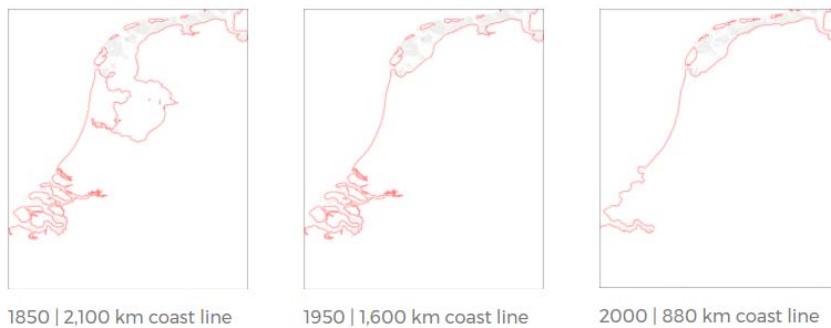 1850 | 2,100 km coast line
1950 | 1,600 km coast line
2000 | 880 km coast line